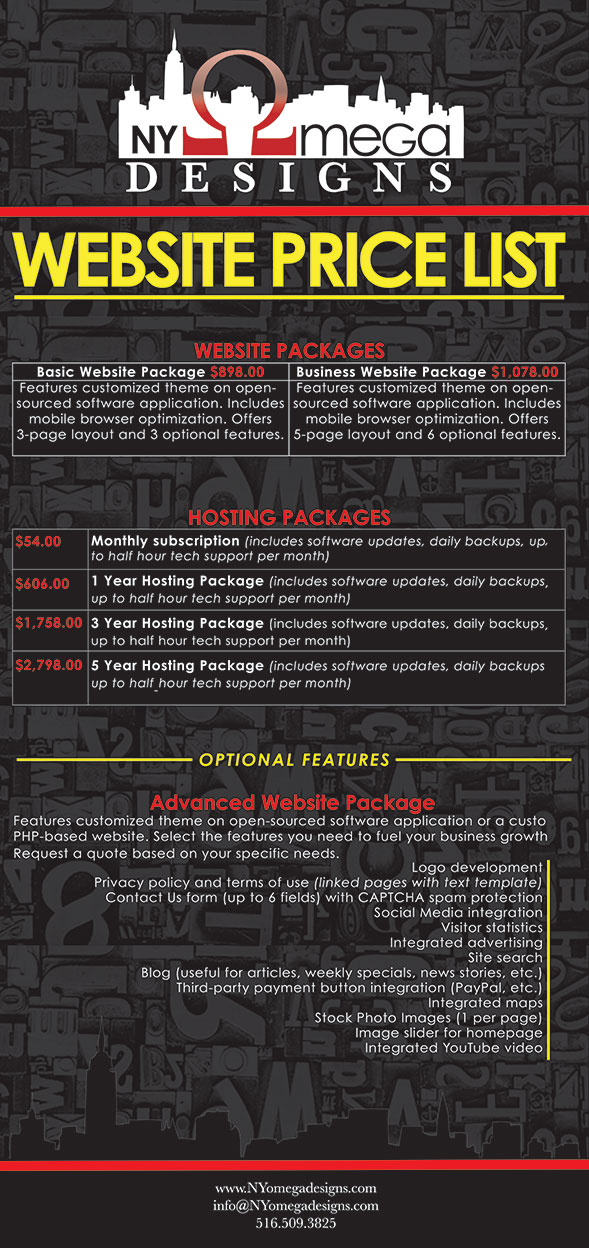 NY Ωmega
DESIGNS
WEBSITE PRICE LIST
WEBSITE PACKAGES
Basic Website Package $898.00
Features customized theme on open-
sourced software application. Includes
mobile browser optimization. Offers
3-page layout and 3 optional features.
Business Website Package $1,078.00
Features customized theme on open-
sourced software application. Includes
mobile browser optimization. Offers
5-page layout and 6 optional features.
HOSTING PACKAGES
$54.00 Monthly subscription (includes software updates, daily backups, up,
to half hour tech support per month)
$606.00 1 Year Hosting Package (includes software updates, daily backups,
up to half hour tech support per month)
$1,758.00 3 Year Hosting Package (includes software updates, daily backups,
up to half hour tech support per month)
$2,798.00 5 Year Hosting Package (includes software updates, daily backups
up to half_hour tech support per month)
OPTIONAL FEATURES
Advanced Website Package
Features customized theme on open-sourced software application or a custo
PHP-based website. Select the features you need to fuel your business growth
Request a quote based on your specific needs.
Logo development
Privacy policy and terms of use (linked pages with text template)
Contact Us form (up to 6 fields) with CAPTCHA spam protection
Social Media integration
Visitor statistics
Integrated advertising
Site search
Blog (useful for articles, weekly specials, news stories, etc.)
Third-party payment button integration (PayPal, etc.)
Integrated maps
Stock Photo Images (1 per page)
Image slider for homepage
Integrated YouTube video
www.NYomegadesigns.com
info@NYomegadesigns.com
516.509.3825